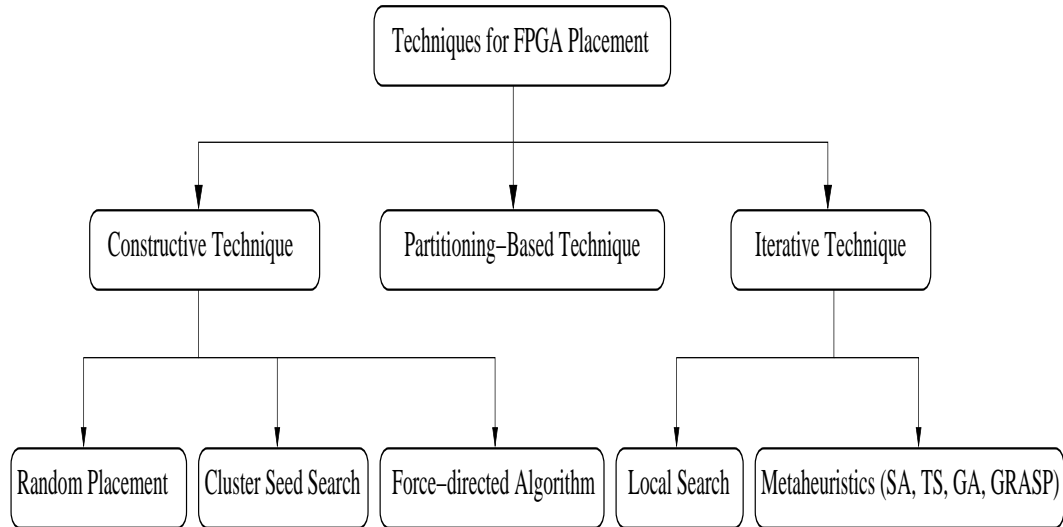 Techniques for FPGA Placement
Constructive Technique
Partitioning−Based Technique
Iterative Technique
Random Placement
Cluster Seed Search
Force−directed Algorithm
Local Search
Metaheuristics (SA, TS, GA, GRASP)